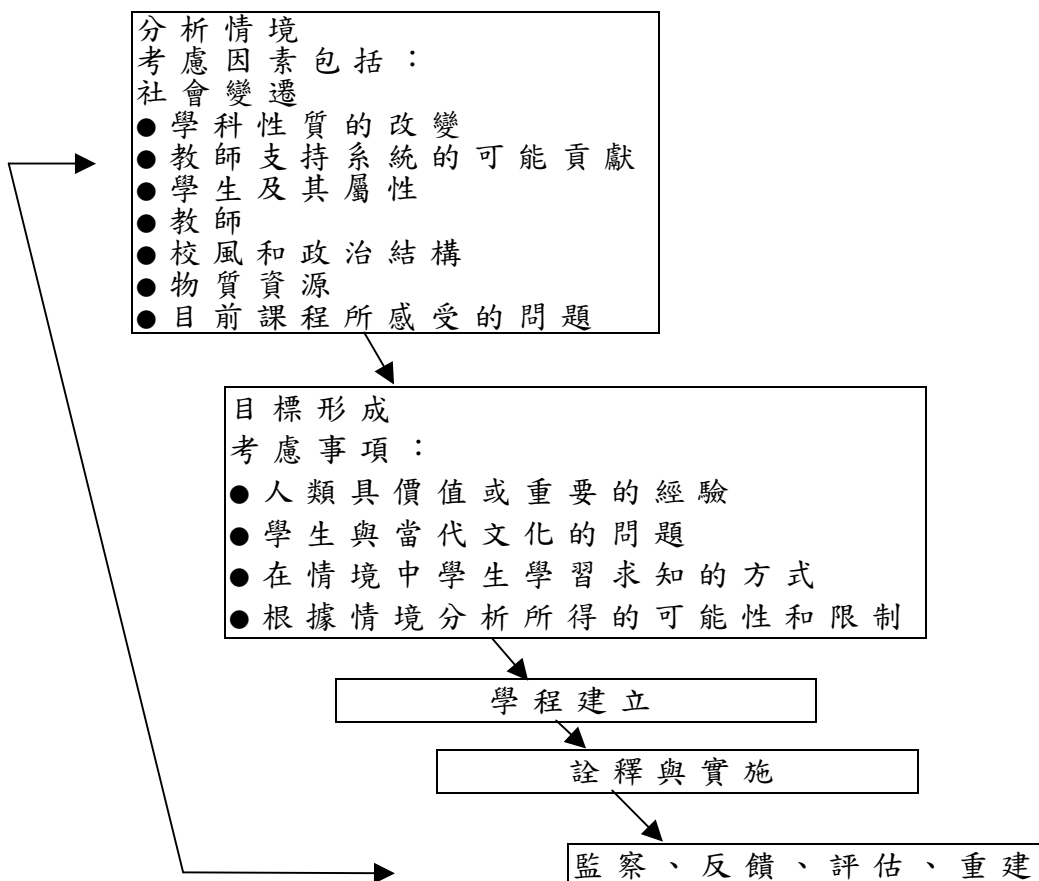 分析情境
考慮因素包括：
社會變遷
●學科性質的改變
●教師支持系統的可能貢獻
●學生及其屬性
●教師
●校風和政治結構
●物質資源
●目前課程所感受的問題
目標形成
考慮事項：
●人類具價值或重要的經驗
●學生與當代文化的問題
●在情境中學生學習求知的方式
●根據情境分析所得的可能性和限制
學程建立
詮釋與實施
監察、反饋、評估、重建